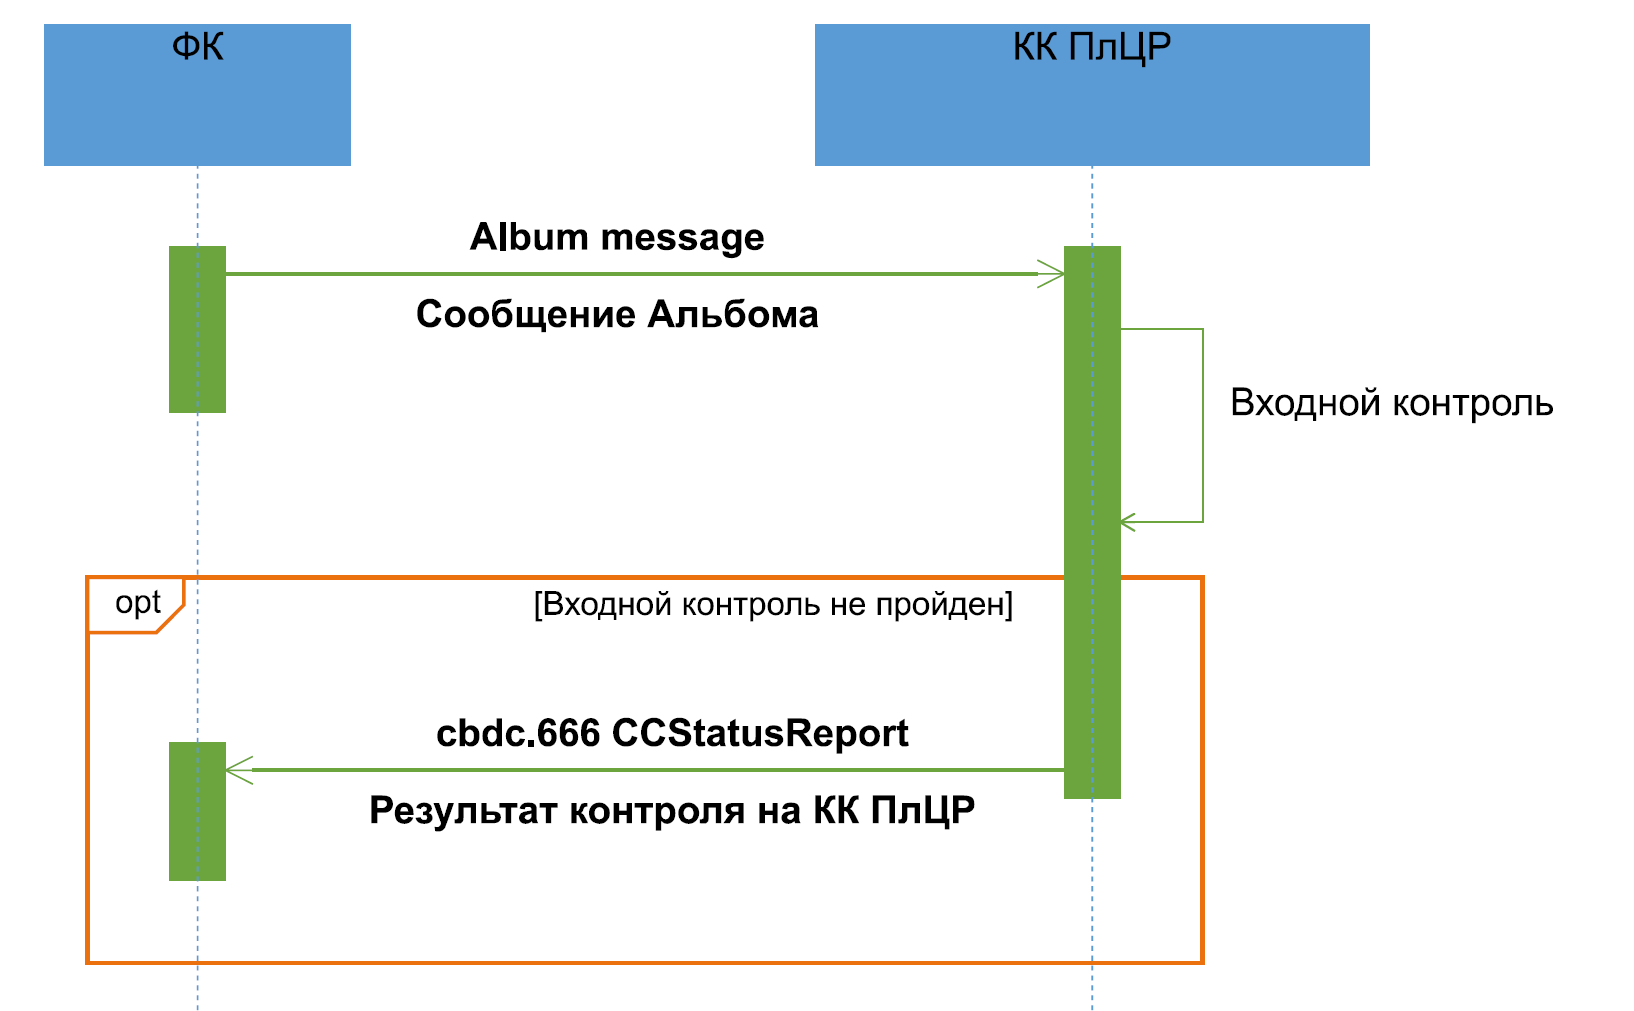 ФК
КК ПлЦР
Album message
Сообщение Альбома
Входной контроль
opt
[Входной контроль не пройден]
cbdc.666 CCStatusReport
Результат контроля на КК ПлЦР